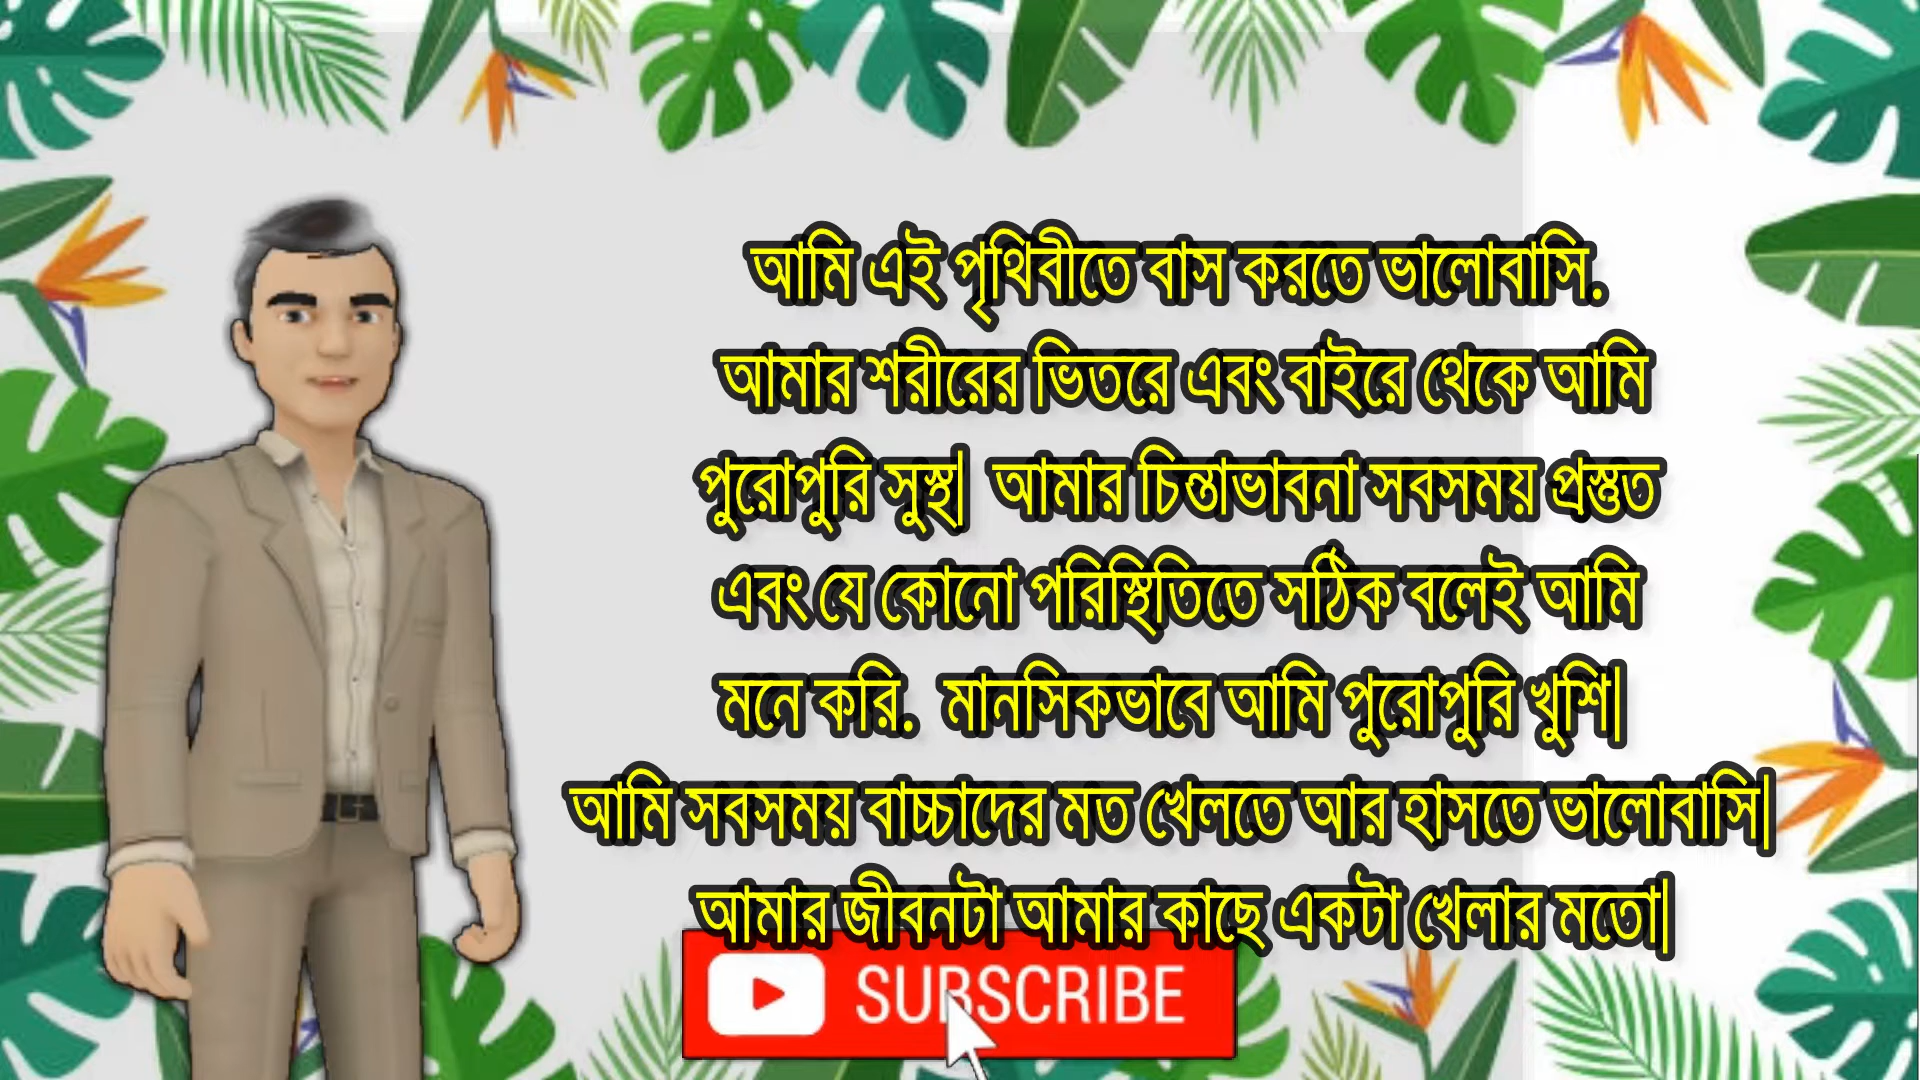 আমি এই পৃথিবীতে বাস করতে ভালোবাসি.
আমার শরীরের ভিতরে এবং বাইরে থেকে আমি
পুরোপুরি সুস্থ| আমার চিন্তাভাবনা সবসময় প্রস্তুত
এবং যে কোনো পরিস্থিতিতে সঠিক বলেই আমি
মনে করি. মানসিকভাবে আমি পুরোপুরি খুশি|
আমি সবসময় বাচ্চাদের মত খেলতে আর হাসতে ভালোবাসি|
আমার জীবনটা আমার কাছে একটা খেলার মতো|
SUBSCRIBE